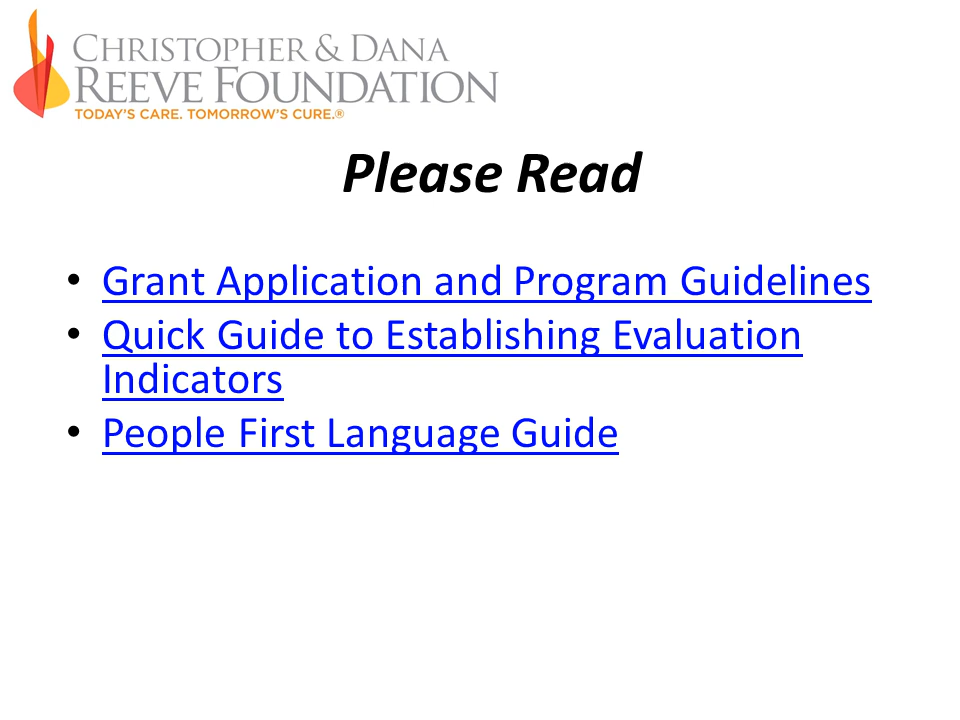 CHRISTOPHER & DANA
REEVE FOUNDATION
TODAY'S CARE. TOMORROW'S CURE.®
Please Read
• Grant Application and Program Guidelines
• Quick Guide to Establishing Evaluation
Indicators
• People First Language Guide